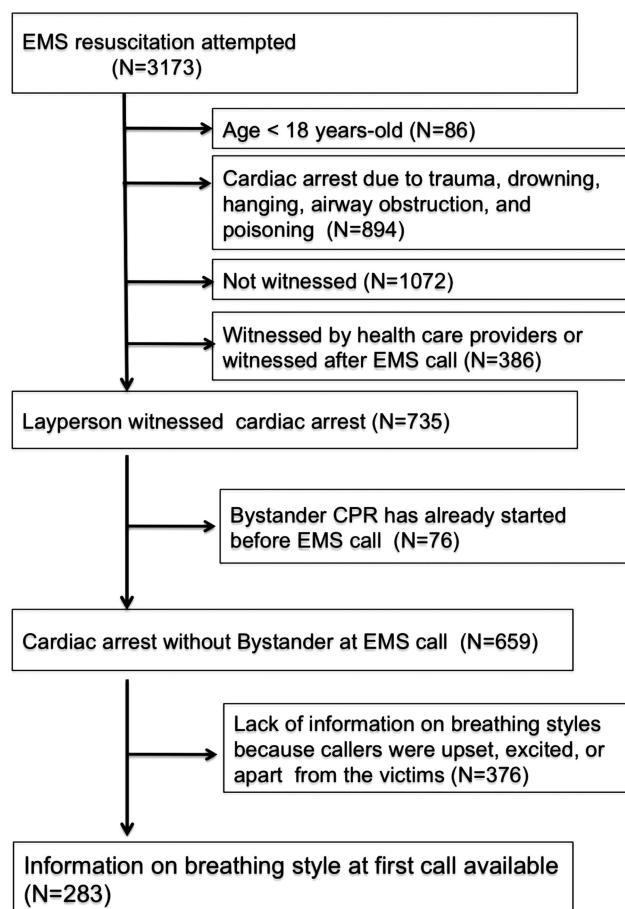 EMS resuscitation attempted
(N=3173)
Age < 18 years-old (N=86)
Cardiac arrest due to trauma, drowning,
hanging, airway obstruction, and
poisoning (N=894)
Not witnessed (N=1072)
Witnessed by health care providers or
witnessed after EMS call (N=386)
Layperson witnessed cardiac arrest (N=735)
Bystander CPR has already started
before EMS call (N=76)
Cardiac arrest without Bystander at EMS call (N=659)
Lack of information on breathing styles
because callers were upset, excited, or
apart from the victims (N=376)
Information on breathing style at first call available
(N=283)